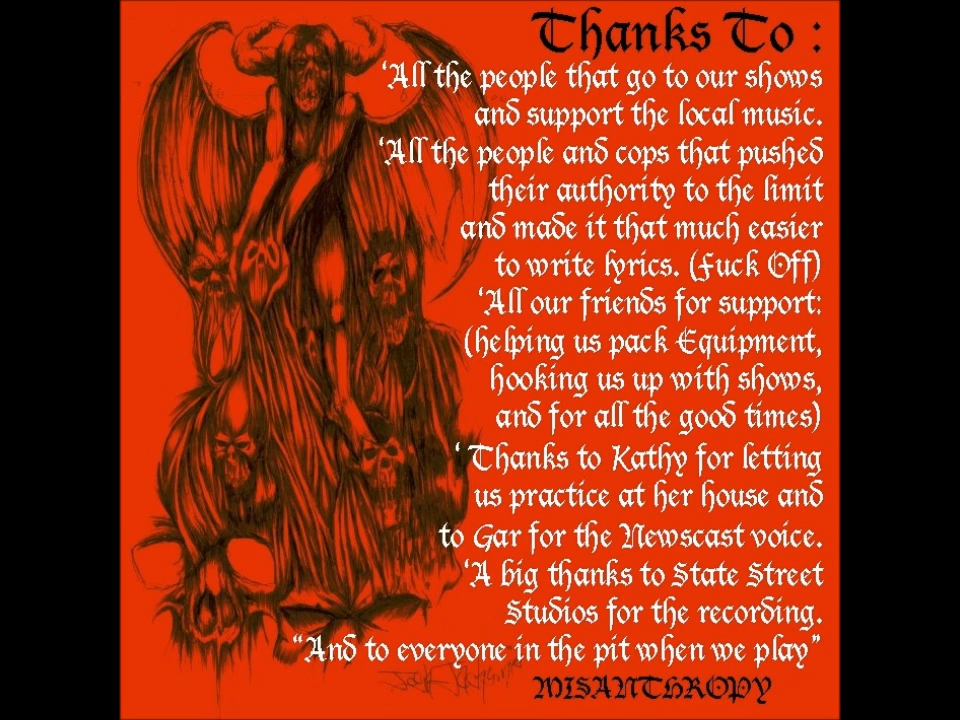 Thanks To :
'All the people that go to our shows
and support the local music.
'All the people and cops that pushed
their authority to the limit
and made it that much easier
to write lyrics. (Fuck Off)
'All our friends for support:
(helping us pack Equipment,
hooking us up with shows,
and for all the good times)
' Thanks to Kathy for letting
us practice at her house and
to Gar for the Newscast voice.
'A big thanks to State Street
Studios for the recording.
"And to everyone in the pit when we play"
MISANTHROPY